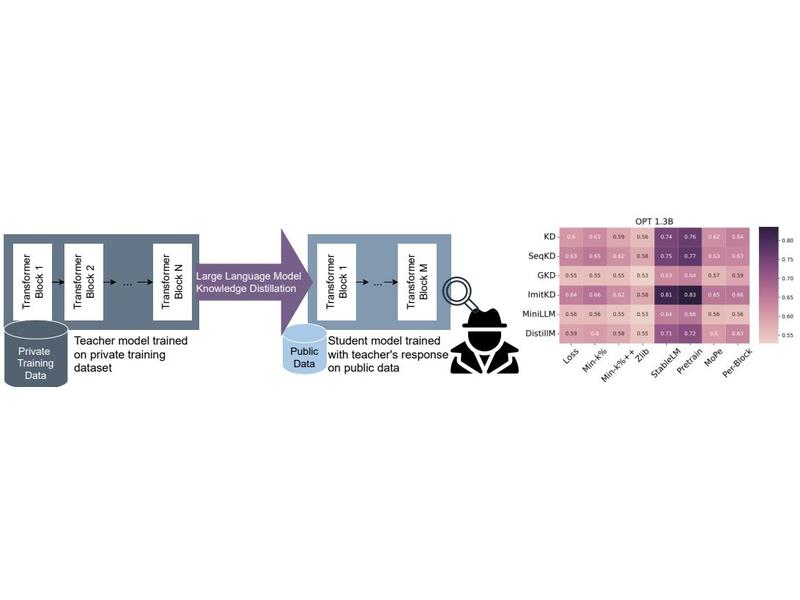 Transformer
Block 1
Transformer
Block 2
...
Transformer
Block N
Private
Training
Data
Teacher model trained
on private training
dataset
Large Language Model
Knowledge Distillation
Transformer
Block 1
...
Transformer
Block M
Public
Data
Student model trained
with teacher's response
on public data
OPT 1.3B
KD 0.6 0.63 0.59 0.56 0.74 0.76 0.62 0.64
SeqKD 0.63 0.65 0.62 0.58 0.75 0.77 0.63 0.63
GKD 0.55 0.55 0.55 0.53 0.63 0.64 0.57 0.59
ImitKD 0.64 0.66 0.62 0.58 0.81 0.83 0.65 0.66
MiniLLM 0.56 0.56 0.55 0.53 0.64 0.66 0.56 0.56
DistillM 0.59 0.6 0.58 0.55 0.71 0.72 0.6 0.63
Loss
Min-k%
Min-k%++
Zlib
StableLM
Pretrain
MoPe
Per-Block
0.80
0.75
0.70
0.65
0.60
0.55